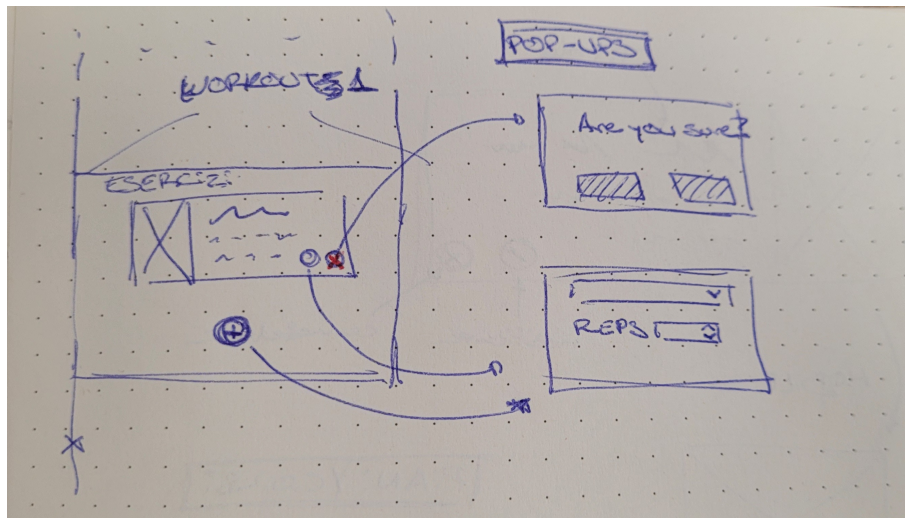 POP-UPS
WORKOUTS 1
Are you sure?
ESERCIZI
REPS